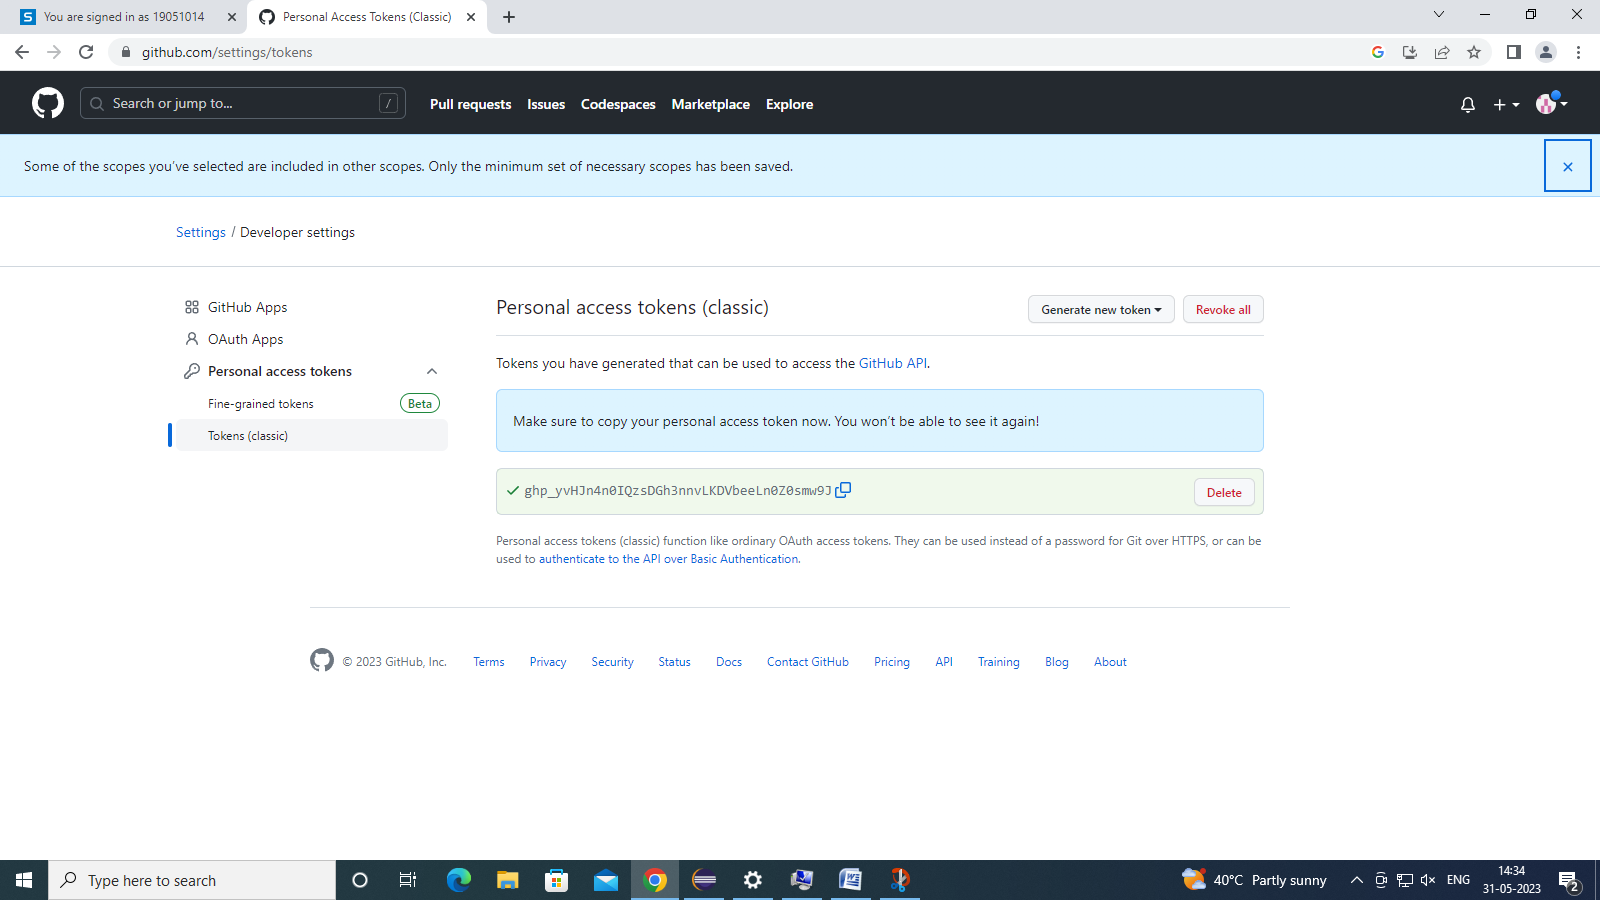 You are signed in as 19051014
Personal Access Tokens (Classic)
github.com/settings/tokens
Search or jump to... /
Pull requests Issues Codespaces Marketplace Explore
Some of the scopes you’ve selected are included in other scopes. Only the minimum set of necessary scopes has been saved.
Settings / Developer settings
GitHub Apps
OAuth Apps
Personal access tokens
Fine-grained tokens Beta
Tokens (classic)
Personal access tokens (classic)
Generate new token
Revoke all
Tokens you have generated that can be used to access the GitHub API.
Make sure to copy your personal access token now. You won’t be able to see it again!
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
Delete
Personal access tokens (classic) function like ordinary OAuth access tokens. They can be used instead of a password for Git over HTTPS, or can be
used to authenticate to the API over Basic Authentication.
© 2023 GitHub, Inc. Terms Privacy Security Status Docs Contact GitHub Pricing API Training Blog About
Type here to search
40°C Partly sunny
ENG
14:34
31-05-2023
2